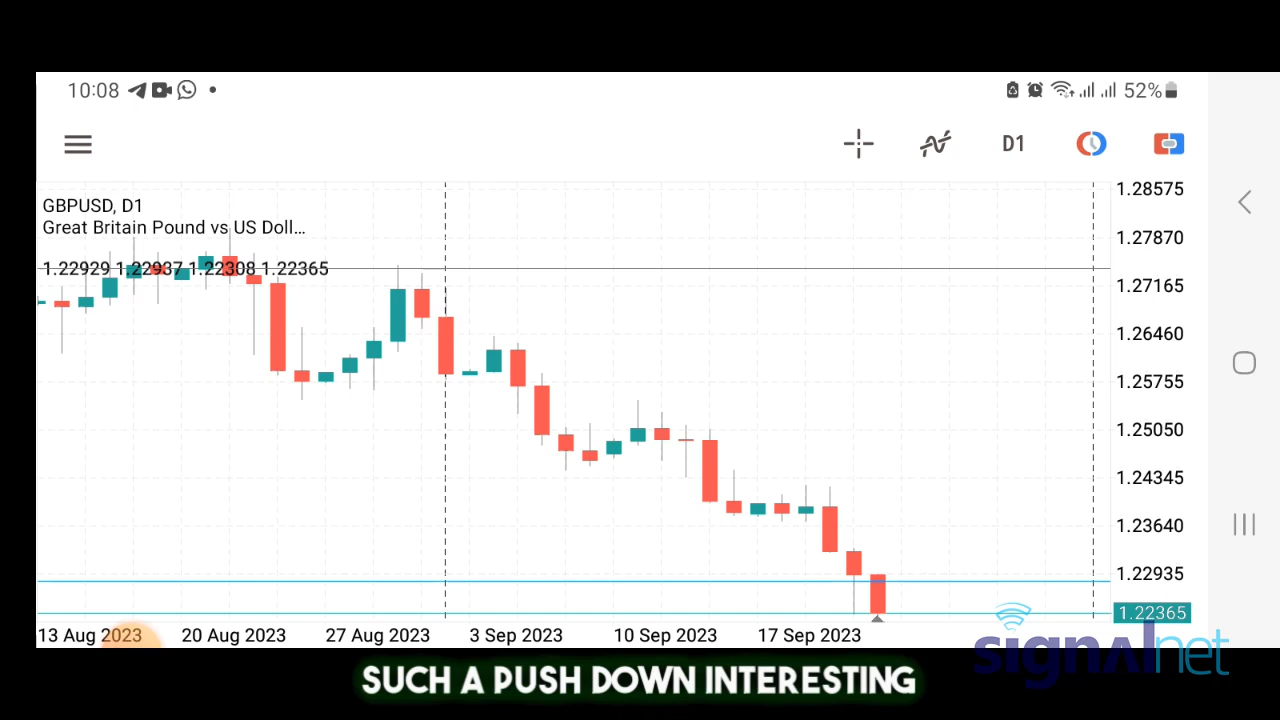 10:08
52%
D1
GBPUSD, D1
Great Britain Pound vs US Doll...
1.22929 1.22937 1.22308 1.22365
1.28575
1.27870
1.27165
1.26460
1.25755
1.25050
1.24345
1.23640
1.22935
1.22365
13 Aug 2023 20 Aug 2023 27 Aug 2023 3 Sep 2023 10 Sep 2023 17 Sep 2023
signalnet
SUCH A PUSH DOWN INTERESTING